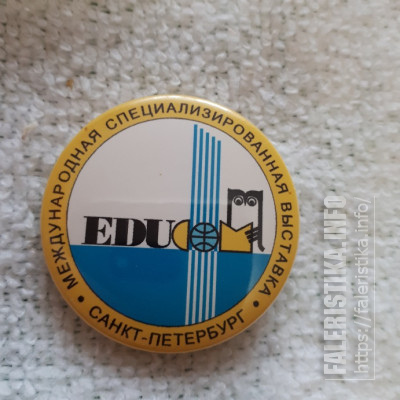 МЕЖДУНАРОДНАЯ СПЕЦИАЛИЗИРОВАННАЯ ВЫСТАВКА
EDUCOM
• САНКТ-ПЕТЕРБУРГ •
FALERISTIKA.INFO
https://faleristika.info